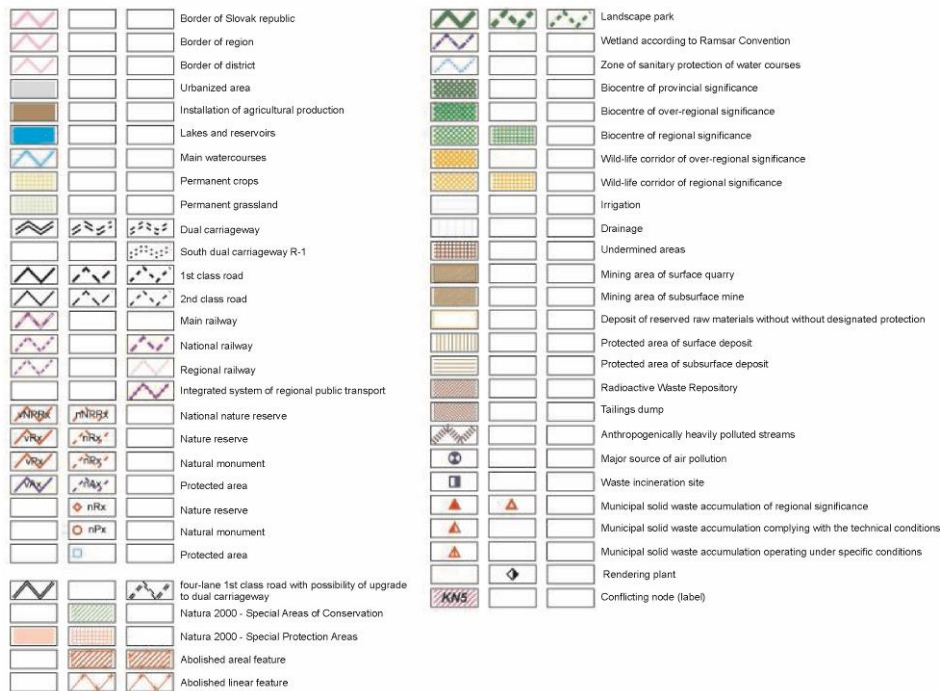 Border of Slovak republic
Border of region
Border of district
Urbanized area
Installation of agricultural production
Lakes and reservoirs
Main watercourses
Permanent crops
Permanent grassland
Dual carriageway
South dual carriageway R-1
1st class road
2nd class road
Main railway
National railway
Regional railway
Integrated system of regional public transport
vNRRx nNRRx National nature reserve
vRx nRx Nature reserve
vRx nRx Natural monument
vAx nAx Protected area
nRx Nature reserve
nPx Natural monument
Protected area
four-lane 1st class road with possibility of upgrade
to dual carriageway
Natura 2000 - Special Areas of Conservation
Natura 2000 - Special Protection Areas
Abolished areal feature
Abolished linear feature
Landscape park
Wetland according to Ramsar Convention
Zone of sanitary protection of water courses
Biocentre of provincial significance
Biocentre of over-regional significance
Biocentre of regional significance
Wild-life corridor of over-regional significance
Wild-life corridor of regional significance
Irrigation
Drainage
Undermined areas
Mining area of surface quarry
Mining area of subsurface mine
Deposit of reserved raw materials without without designated protection
Protected area of surface deposit
Protected area of subsurface deposit
Radioactive Waste Repository
Tailings dump
Anthropogenically heavily polluted streams
Major source of air pollution
Waste incineration site
Municipal solid waste accumulation of regional significance
Municipal solid waste accumulation complying with the technical conditions
Municipal solid waste accumulation operating under specific conditions
Rendering plant
KN5 Conflicting node (label)